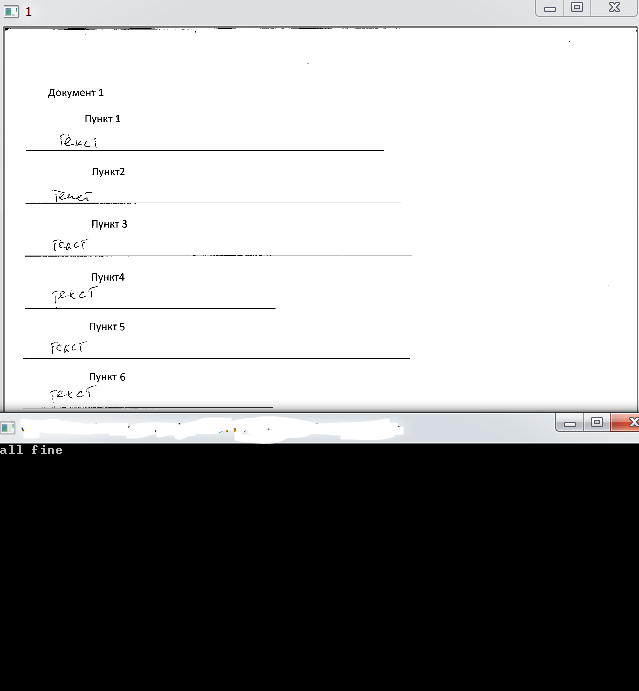 1
Документ 1
Пункт 1
Текст
Пункт2
Текст
Пункт 3
Текст
Пункт4
Текст
Пункт 5
Текст
Пункт 6
Текст
all fine